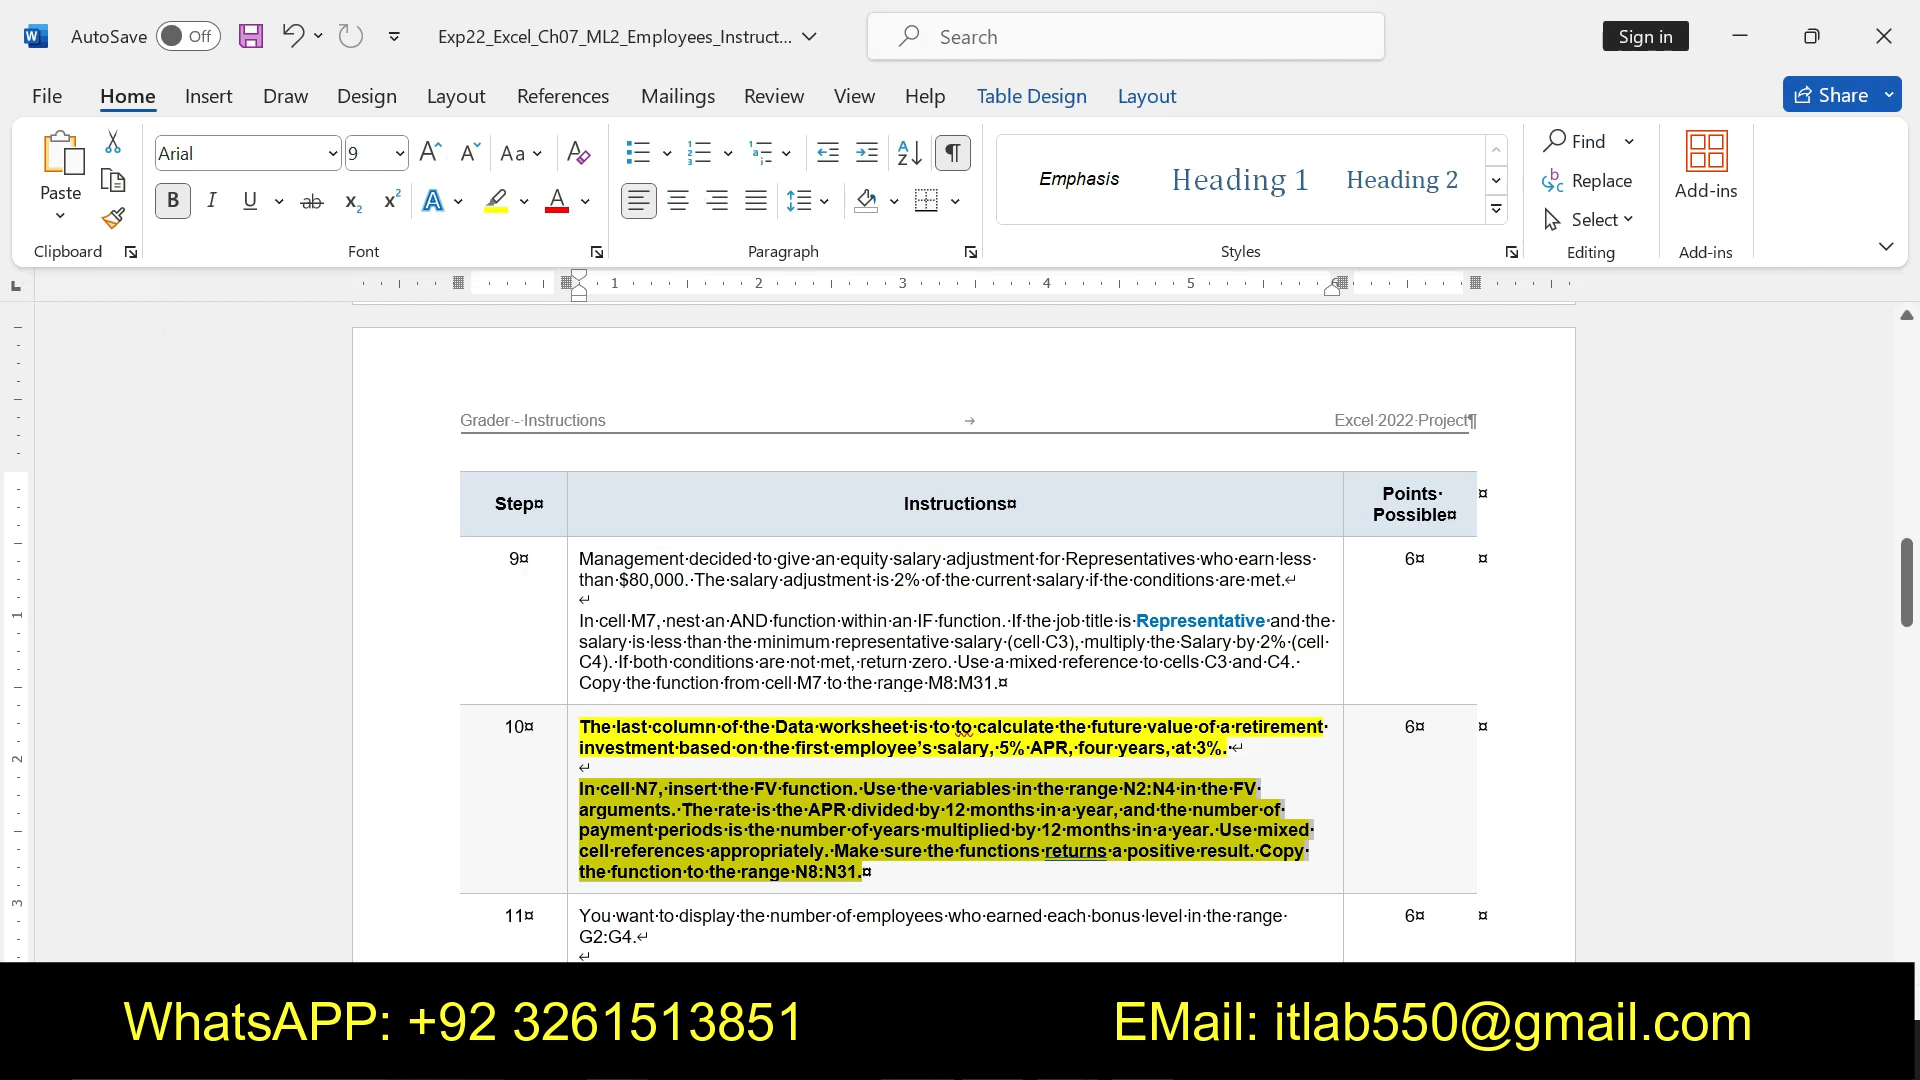 AutoSave Off Exp22_Excel_Ch07_ML2_Employees_Instruct... Search Sign in
File Home Insert Draw Design Layout References Mailings Review View Help Table Design Layout Share
Paste Arial 9 Aa Emphasis Heading 1 Heading 2 Find Replace Select Add-ins
Clipboard Font Paragraph Styles Editing Add-ins
1 2 3 4 5
Grader - Instructions Excel 2022 Project
Step Instructions Points Possible
9 Management decided to give an equity salary adjustment for Representatives who earn less 6
than $80,000. The salary adjustment is 2% of the current salary if the conditions are met.
In cell M7, nest an AND function within an IF function. If the job title is Representative and the
salary is less than the minimum representative salary (cell C3), multiply the Salary by 2% (cell
C4). If both conditions are not met, return zero. Use a mixed reference to cells C3 and C4.
Copy the function from cell M7 to the range M8:M31.
10 The last column of the Data worksheet is to to calculate the future value of a retirement 6
investment based on the first employee's salary, 5% APR, four years, at 3%.
In cell N7, insert the FV function. Use the variables in the range N2:N4 in the FV
arguments. The rate is the APR divided by 12 months in a year, and the number of
payment periods is the number of years multiplied by 12 months in a year. Use mixed
cell references appropriately. Make sure the functions returns a positive result. Copy
the function to the range N8:N31.
11 You want to display the number of employees who earned each bonus level in the range 6
G2:G4.
WhatsAPP: +92 3261513851 EMail: itlab550@gmail.com